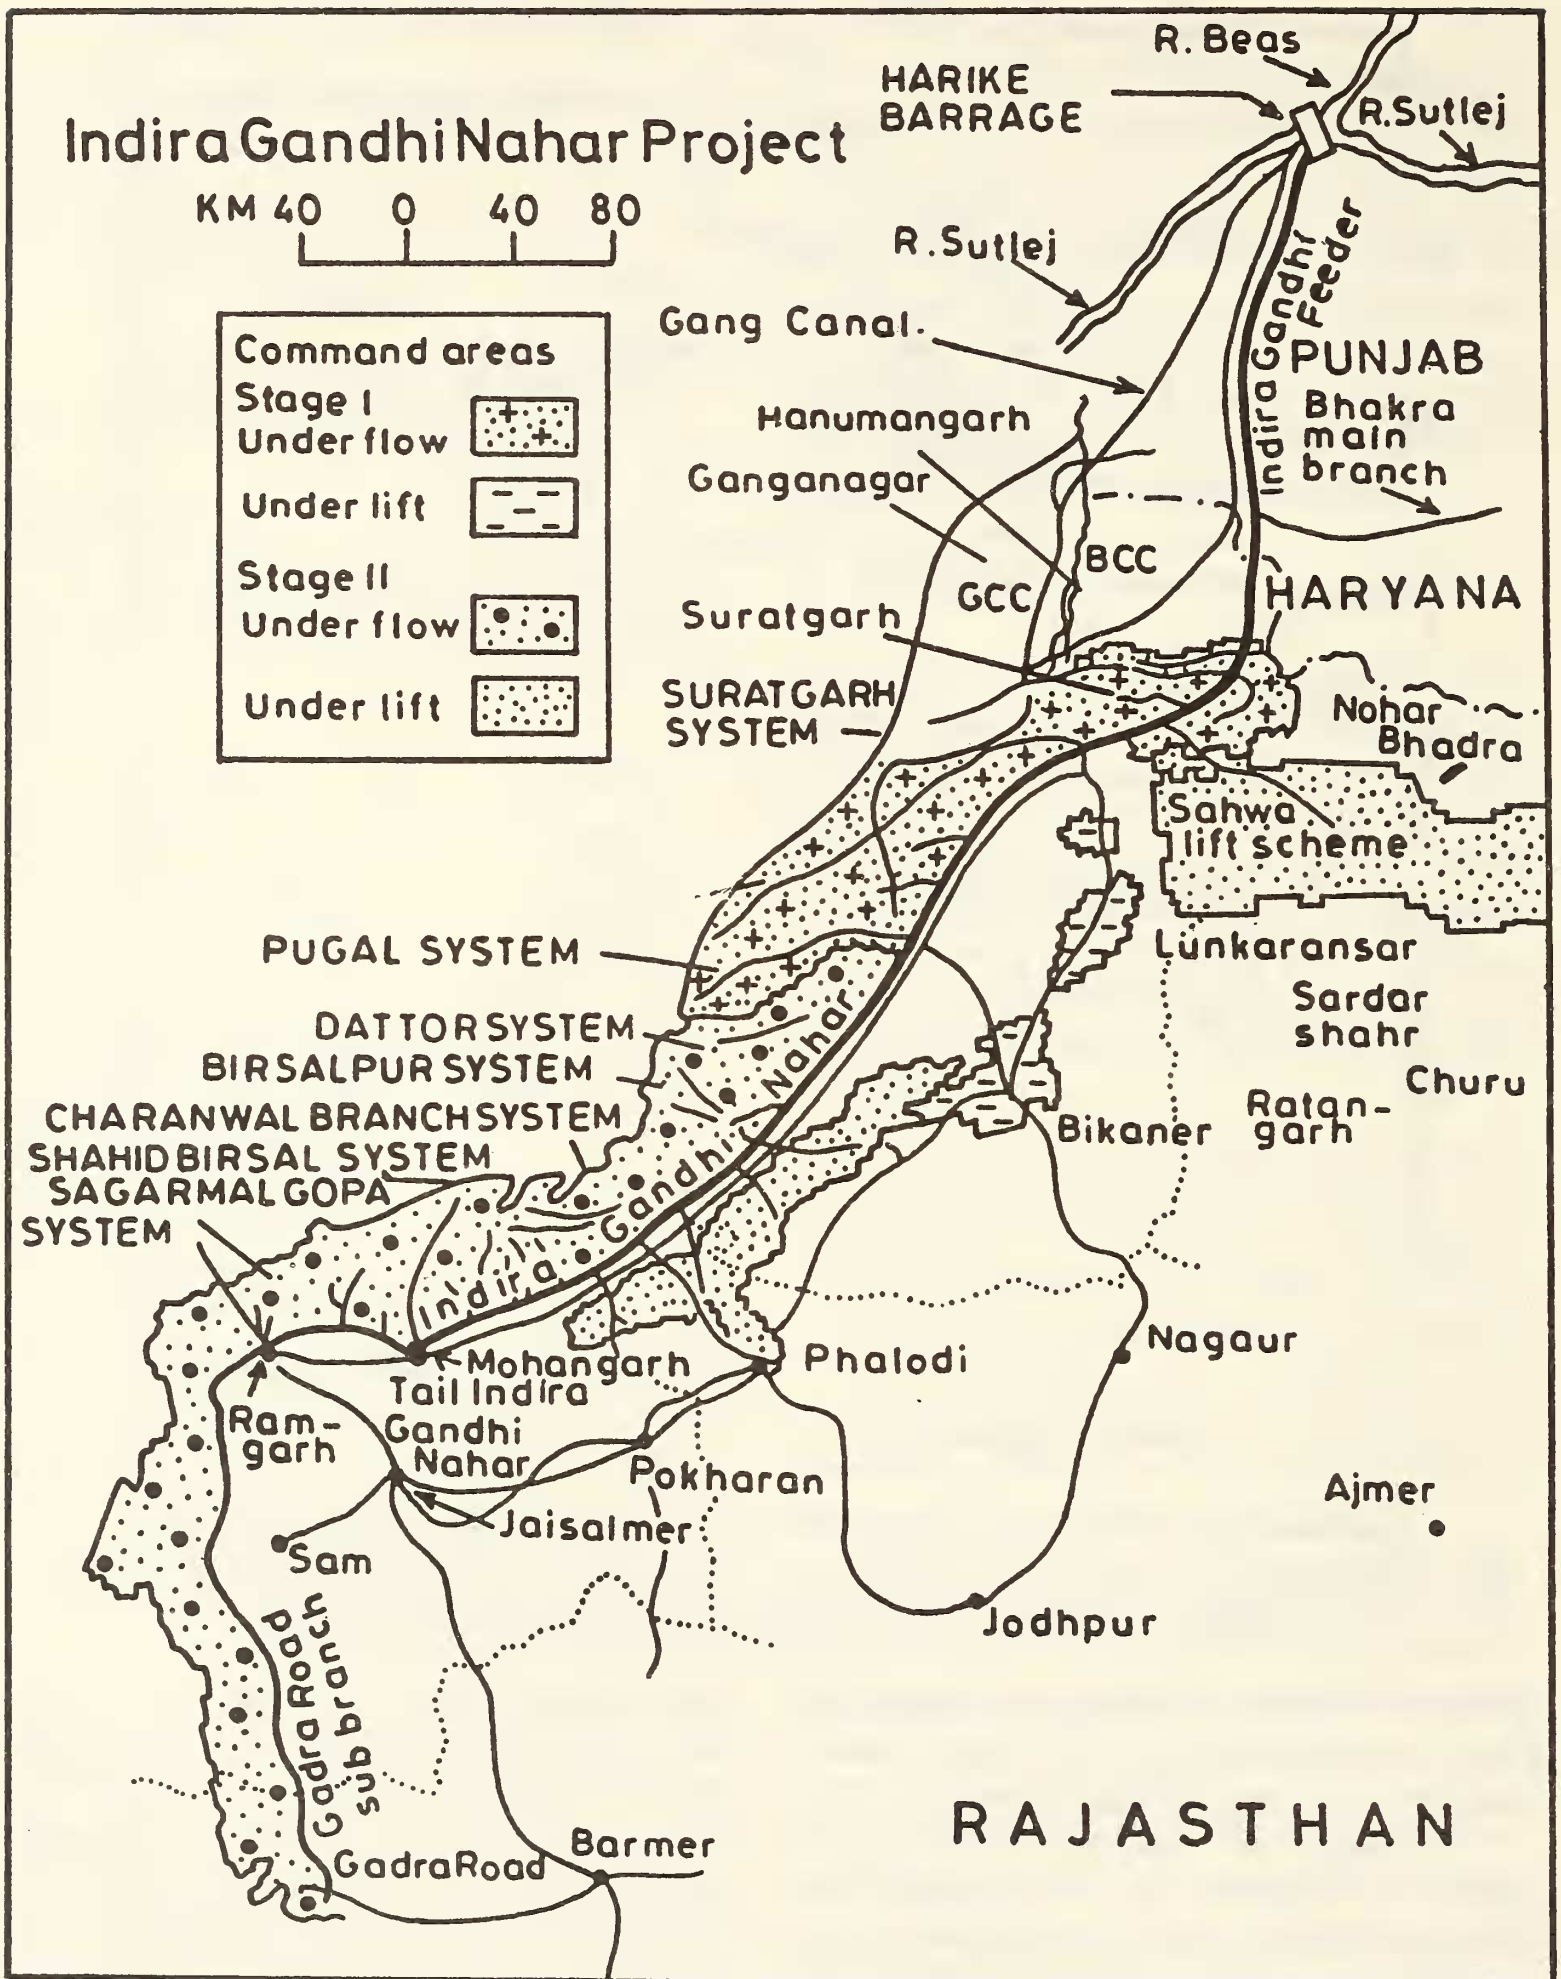 R. Beas
HARIKE
BARRAGE
R. Sutlej
Indira Gandhi Nahar Project
KM 40 0 40 80
R. Sutlej
Indira Gandhi
Feeder
Gang Canal.
PUNJAB
Command areas
Stage I
Under flow
Under lift
Stage II
Under flow
Under lift
Bhakra
main
branch
Hanumangarh
Ganganagar
BCC
GCC
HARYANA
Suratgarh
SURATGARH
SYSTEM
Nohar
Bhadra
Sahwa
lift scheme
PUGAL SYSTEM
Lunkaransar
Sardar
shahr
DATTOR SYSTEM
BIRSALPUR SYSTEM
Churu
CHARANWAL BRANCH SYSTEM
Ratan-
garh
Bikaner
SHAHID BIRSAL SYSTEM
SAGARMAL GOPA
SYSTEM
Indira Gandhi Nahar
Nagaur
Mohangarh
Tail Indira
Gandhi
Nahar
Phalodi
Ram-
garh
Pokharan
Ajmer
Jaisalmer
Sam
Jodhpur
Gadra Road
sub branch
RAJASTHAN
Barmer
Gadra Road